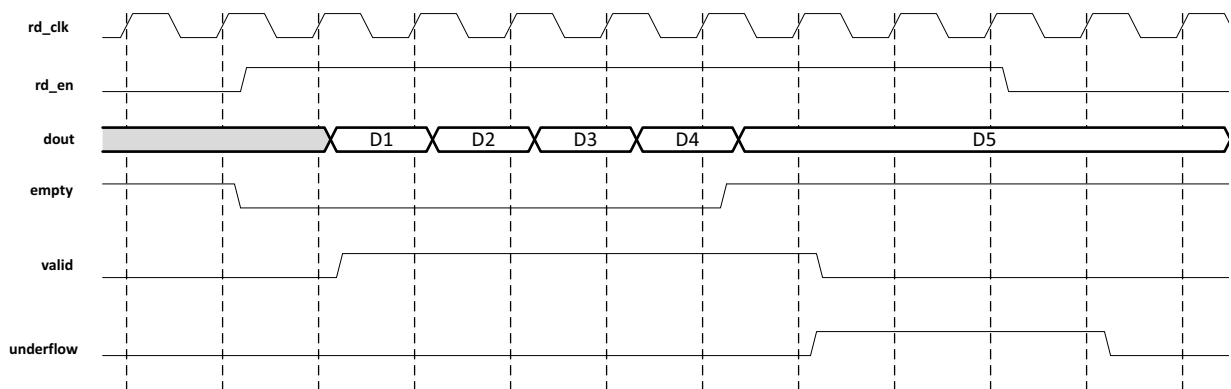 rd_clk
rd_en
dout D1 D2 D3 D4 D5
empty
valid
underflow